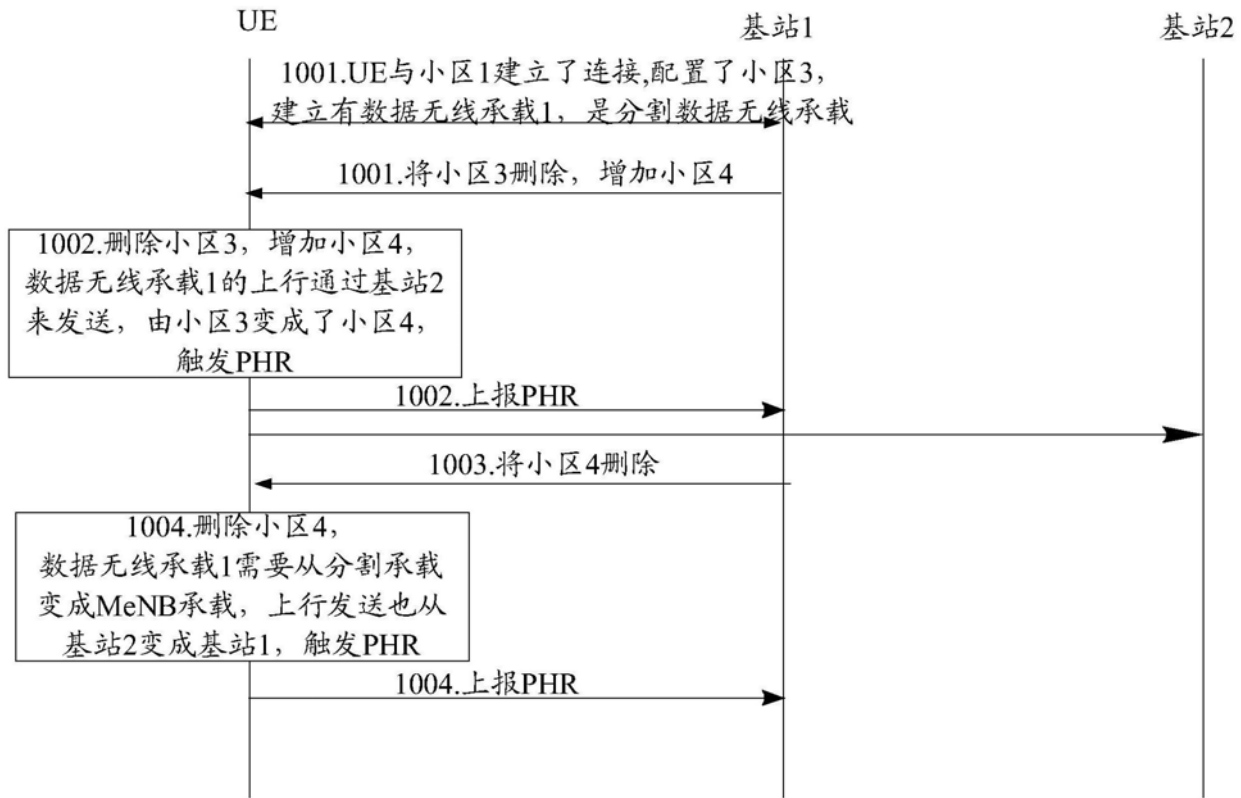 UE
基站1
基站2
1001.UE与小区1建立了连接,配置了小区3，
建立有数据无线承载1，是分割数据无线承载
1001.将小区3删除，增加小区4
1002.删除小区3，增加小区4，
数据无线承载1的上行通过基站2
来发送，由小区3变成了小区4，
触发PHR
1002.上报PHR
1003.将小区4删除
1004.删除小区4，
数据无线承载1需要从分割承载
变成MeNB承载，上行发送也从
基站2变成基站1，触发PHR
1004.上报PHR